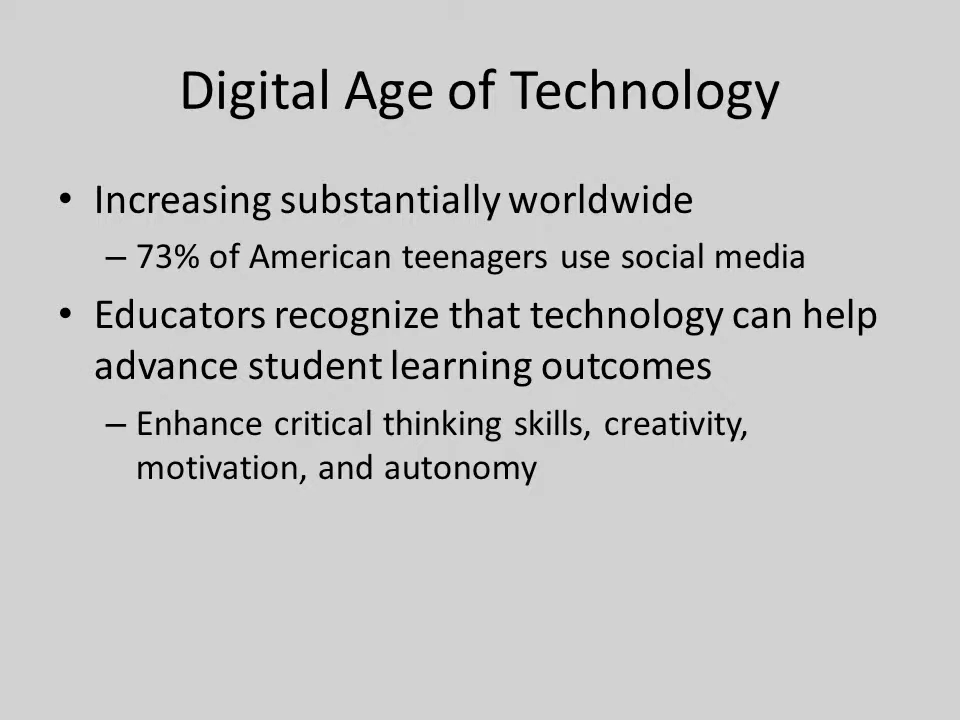 Digital Age of Technology
• Increasing substantially worldwide
– 73% of American teenagers use social media
• Educators recognize that technology can help
advance student learning outcomes
– Enhance critical thinking skills, creativity,
motivation, and autonomy